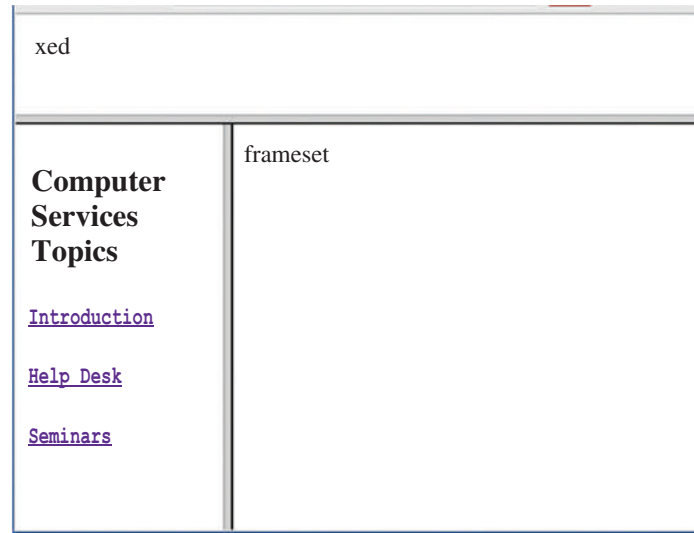 xed
frameset
Computer
Services
Topics
Introduction
Help Desk
Seminars